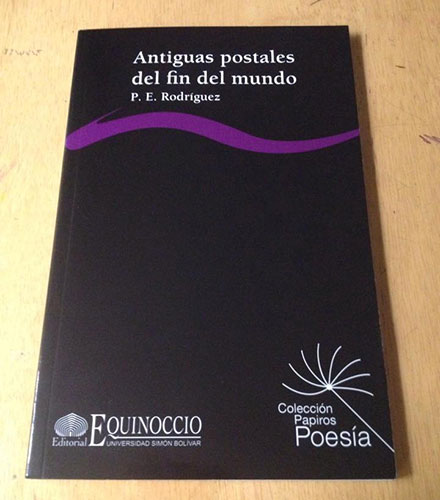 Antiguas postales
del fin del mundo
P. E. Rodríguez
Editorial EQUINOCCIO
UNIVERSIDAD SIMÓN BOLÍVAR
Colección
Papiros
Poesía